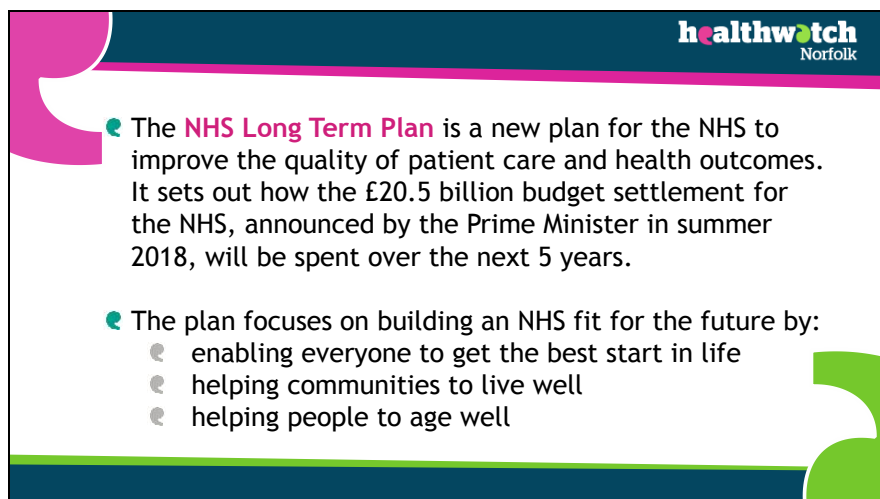 healthwatch
Norfolk
The NHS Long Term Plan is a new plan for the NHS to
improve the quality of patient care and health outcomes.
It sets out how the £20.5 billion budget settlement for
the NHS, announced by the Prime Minister in summer
2018, will be spent over the next 5 years.
The plan focuses on building an NHS fit for the future by:
enabling everyone to get the best start in life
helping communities to live well
helping people to age well